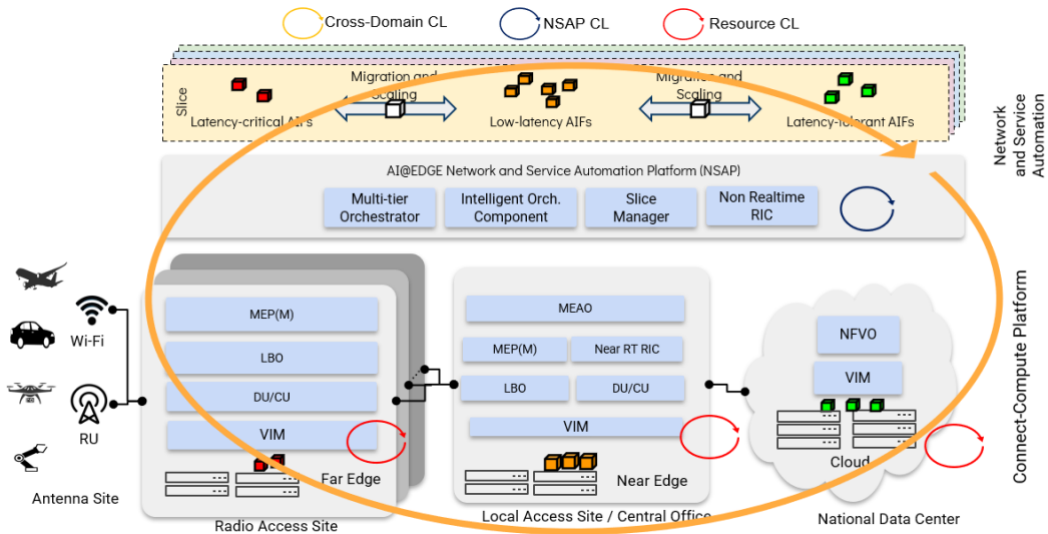 Cross-Domain CL
NSAP CL
Resource CL
Slice
Migration and
Scaling
Migration and
Scaling
Latency-critical AIFs
Low-latency AIFs
Latency-tolerant AIFs
Network
and Service
Automation
AI@EDGE Network and Service Automation Platform (NSAP)
Multi-tier
Orchestrator
Intelligent Orch.
Component
Slice
Manager
Non Realtime
RIC
Wi-Fi
RU
Antenna Site
MEP(M)
LBO
DU/CU
VIM
Far Edge
Radio Access Site
MEAO
MEP(M)
Near RT RIC
LBO
DU/CU
VIM
Near Edge
Local Access Site / Central Office
NFVO
VIM
Cloud
National Data Center
Connect-Compute Platform